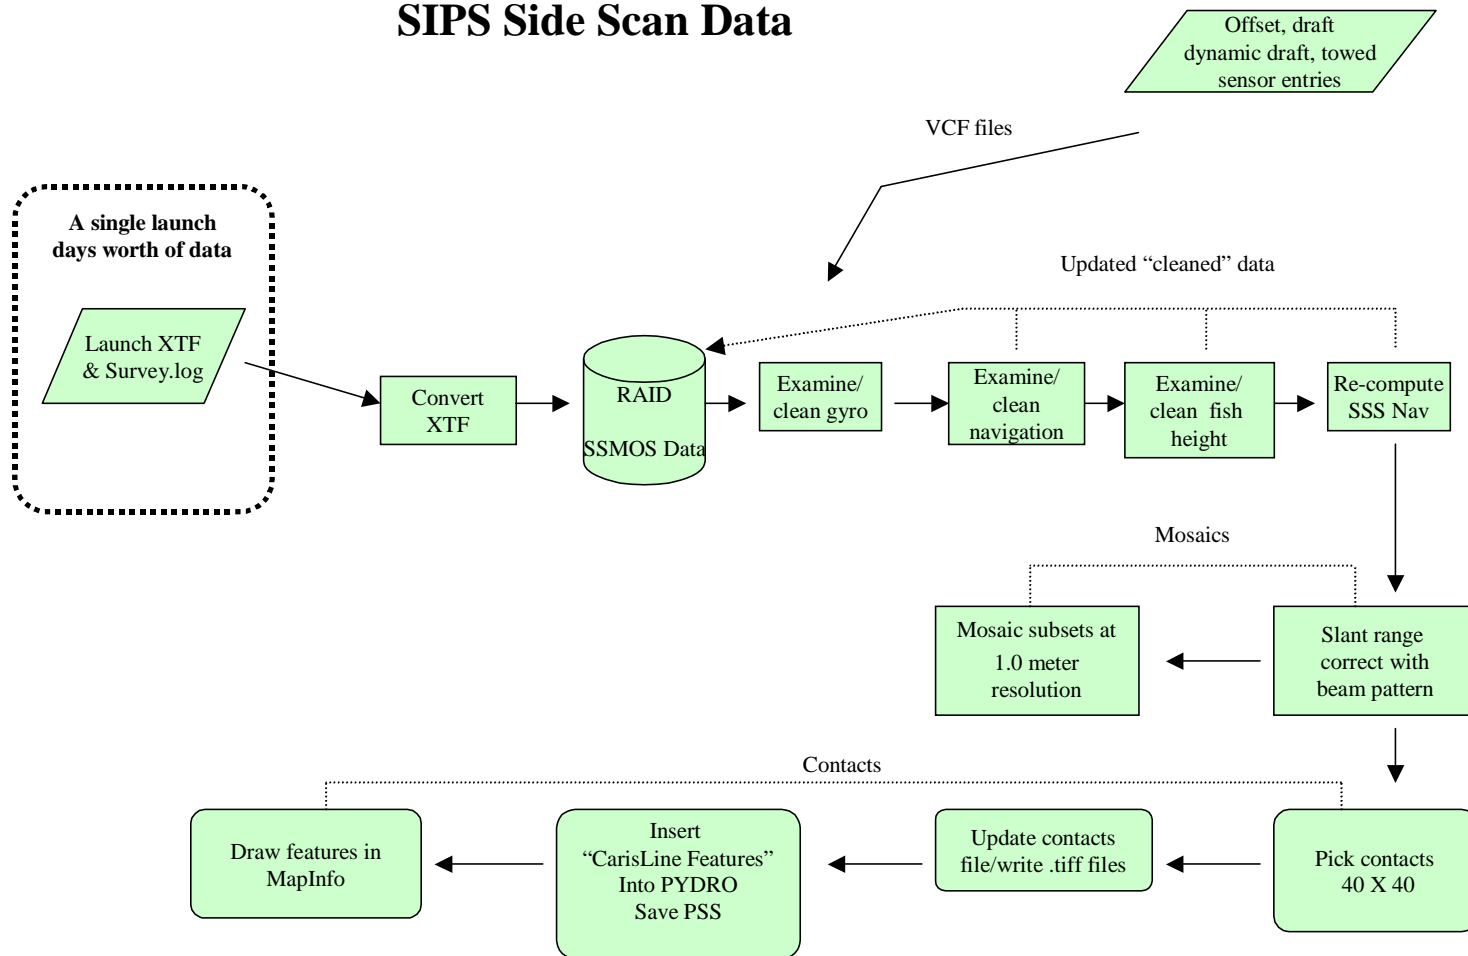 SIPS Side Scan Data
Offset, draft
dynamic draft, towed
sensor entries
VCF files
A single launch
days worth of data
Updated “cleaned” data
Launch XTF
& Survey.log
Convert
XTF
RAID
SSMOS Data
Examine/
clean gyro
Examine/
clean
navigation
Examine/
clean fish
height
Re-compute
SSS Nav
Mosaics
Mosaic subsets at
1.0 meter
resolution
Slant range
correct with
beam pattern
Contacts
Draw features in
MapInfo
Insert
“CarisLine Features”
Into PYDRO
Save PSS
Update contacts
file/write .tiff files
Pick contacts
40 X 40